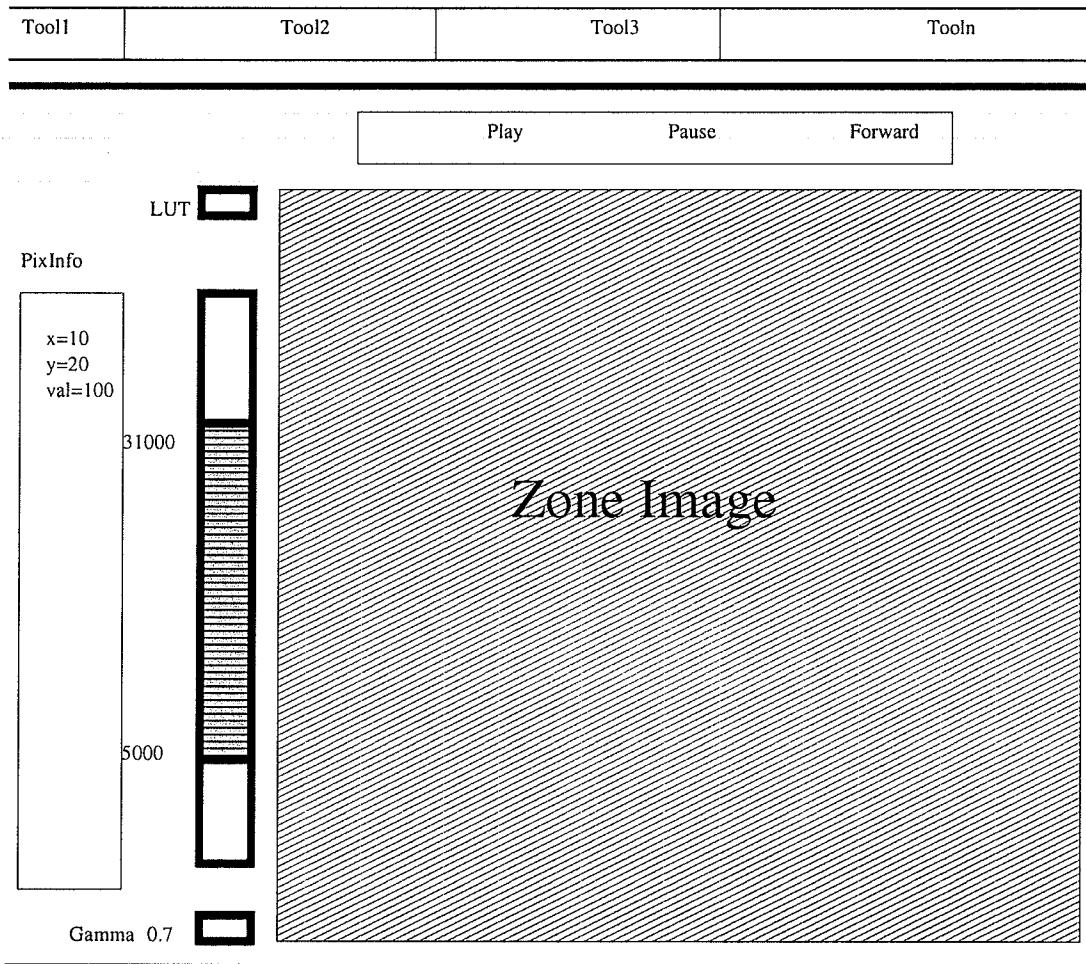 Tool1 Tool2 Tool3 Tooln
Play Pause Forward
LUT
PixInfo
x=10
y=20
val=100
31000
Zone Image
5000
Gamma 0.7